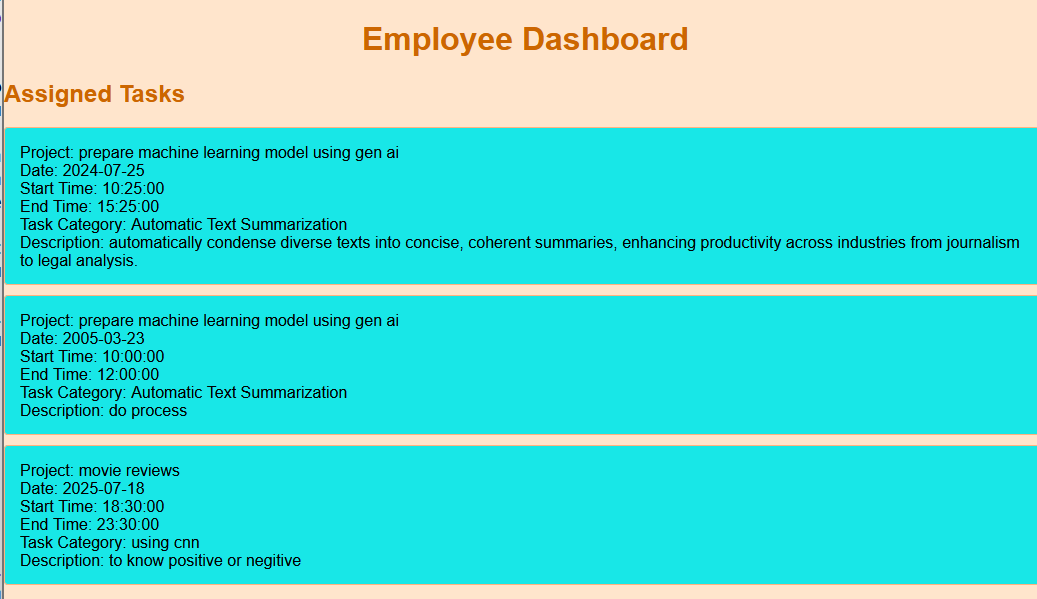 Employee Dashboard
Assigned Tasks
Project: prepare machine learning model using gen ai
Date: 2024-07-25
Start Time: 10:25:00
End Time: 15:25:00
Task Category: Automatic Text Summarization
Description: automatically condense diverse texts into concise, coherent summaries, enhancing productivity across industries from journalism
to legal analysis.
Project: prepare machine learning model using gen ai
Date: 2005-03-23
Start Time: 10:00:00
End Time: 12:00:00
Task Category: Automatic Text Summarization
Description: do process
Project: movie reviews
Date: 2025-07-18
Start Time: 18:30:00
End Time: 23:30:00
Task Category: using cnn
Description: to know positive or negitive